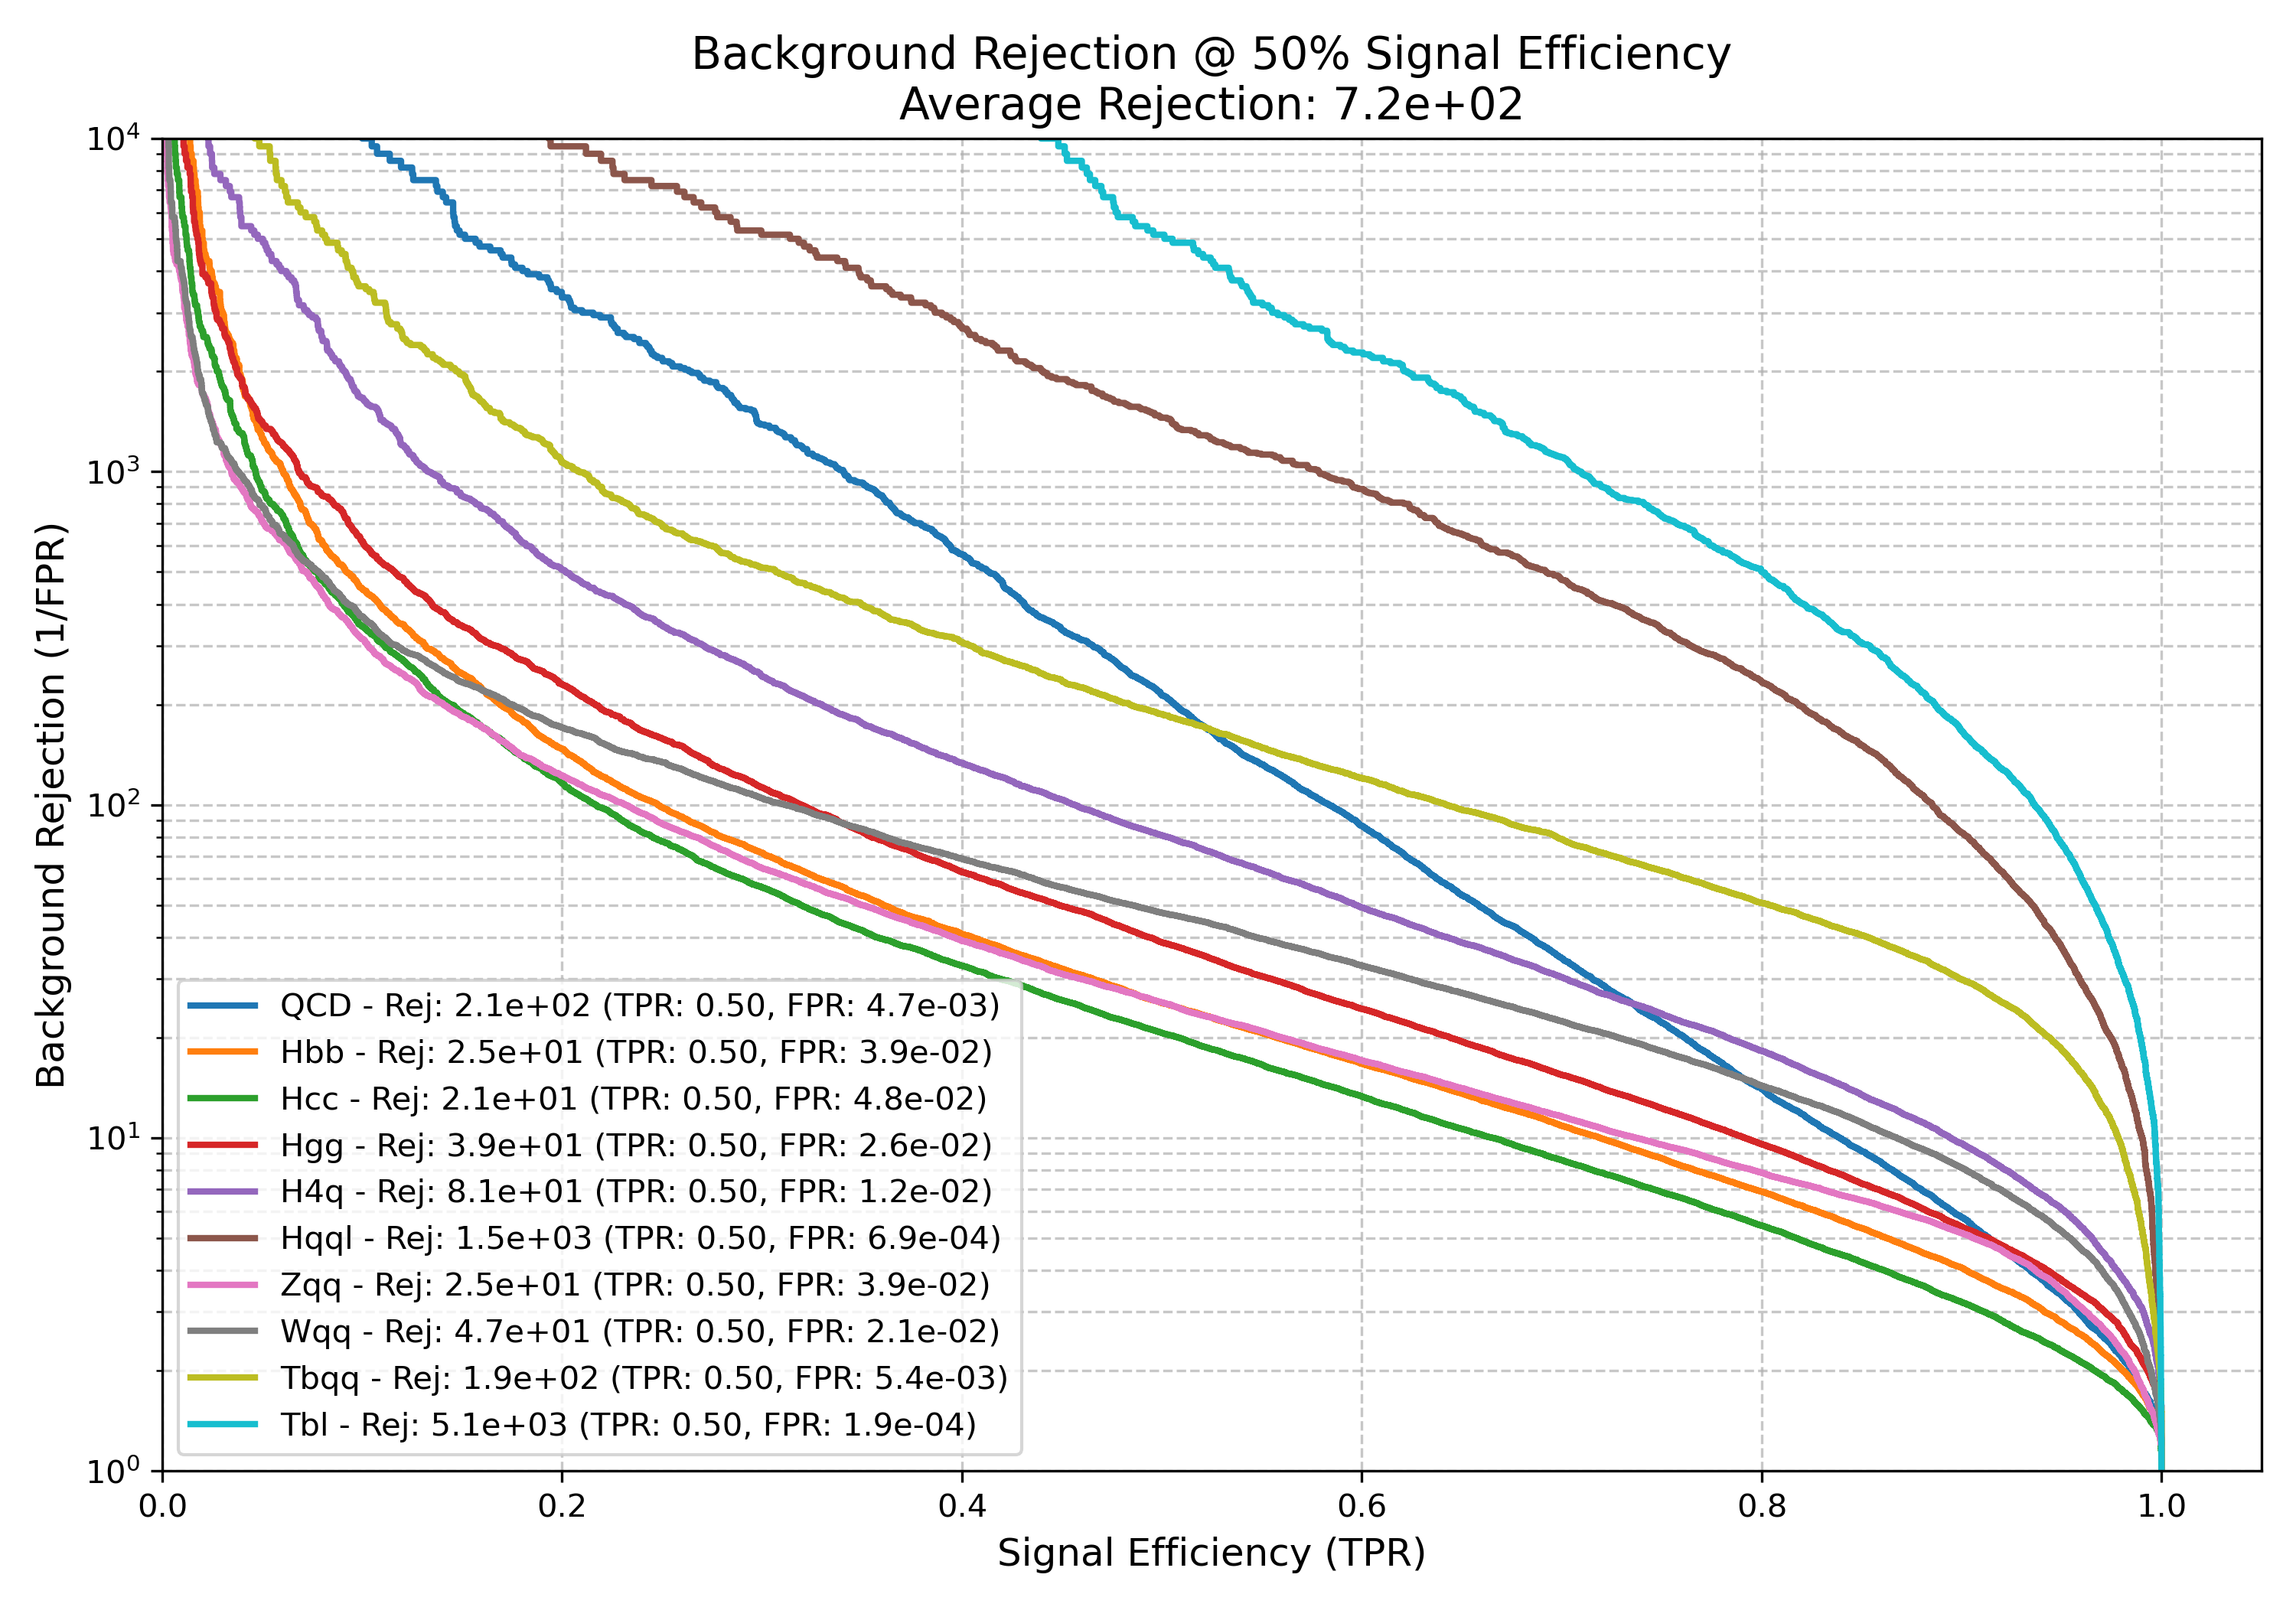 Background Rejection @ 50% Signal Efficiency
Average Rejection: 7.2e+02
Background Rejection (1/FPR)
10⁴
10³
10²
10¹
10⁰
QCD - Rej: 2.1e+02 (TPR: 0.50, FPR: 4.7e-03)
Hbb - Rej: 2.5e+01 (TPR: 0.50, FPR: 3.9e-02)
Hcc - Rej: 2.1e+01 (TPR: 0.50, FPR: 4.8e-02)
Hgg - Rej: 3.9e+01 (TPR: 0.50, FPR: 2.6e-02)
H4q - Rej: 8.1e+01 (TPR: 0.50, FPR: 1.2e-02)
Hqql - Rej: 1.5e+03 (TPR: 0.50, FPR: 6.9e-04)
Zqq - Rej: 2.5e+01 (TPR: 0.50, FPR: 3.9e-02)
Wqq - Rej: 4.7e+01 (TPR: 0.50, FPR: 2.1e-02)
Tbqq - Rej: 1.9e+02 (TPR: 0.50, FPR: 5.4e-03)
Tbl - Rej: 5.1e+03 (TPR: 0.50, FPR: 1.9e-04)
0.0 0.2 0.4 0.6 0.8 1.0
Signal Efficiency (TPR)